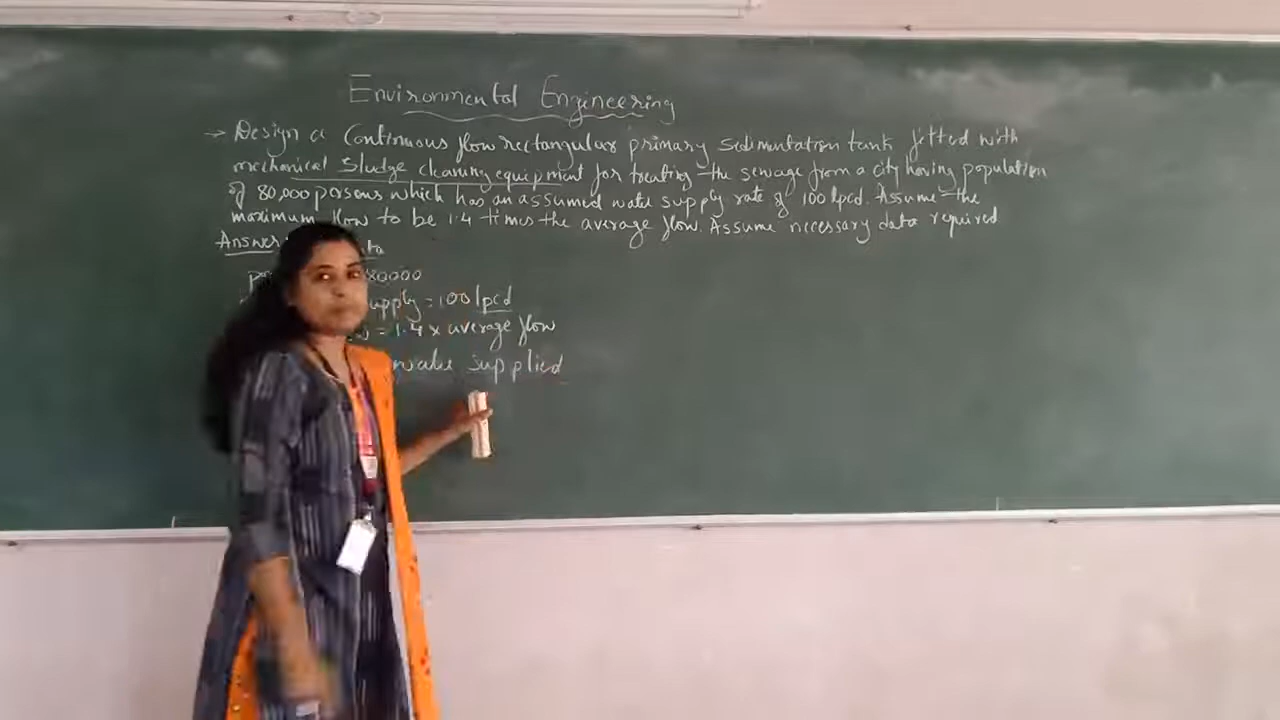 Environmental Engineering
→ Design a Continuous flow rectangular primary sedimentation tank fitted with
mechanical Sludge cleaning equipment for treating the sewage from a city having population
of 80,000 persons which has an assumed water supply rate of 100 lpcd. Assume the
maximum flow to be 1.4 times the average flow. Assume necessary data required
Answer:
80000
supply = 100 lpcd
= 1.4 x average flow
water supplied